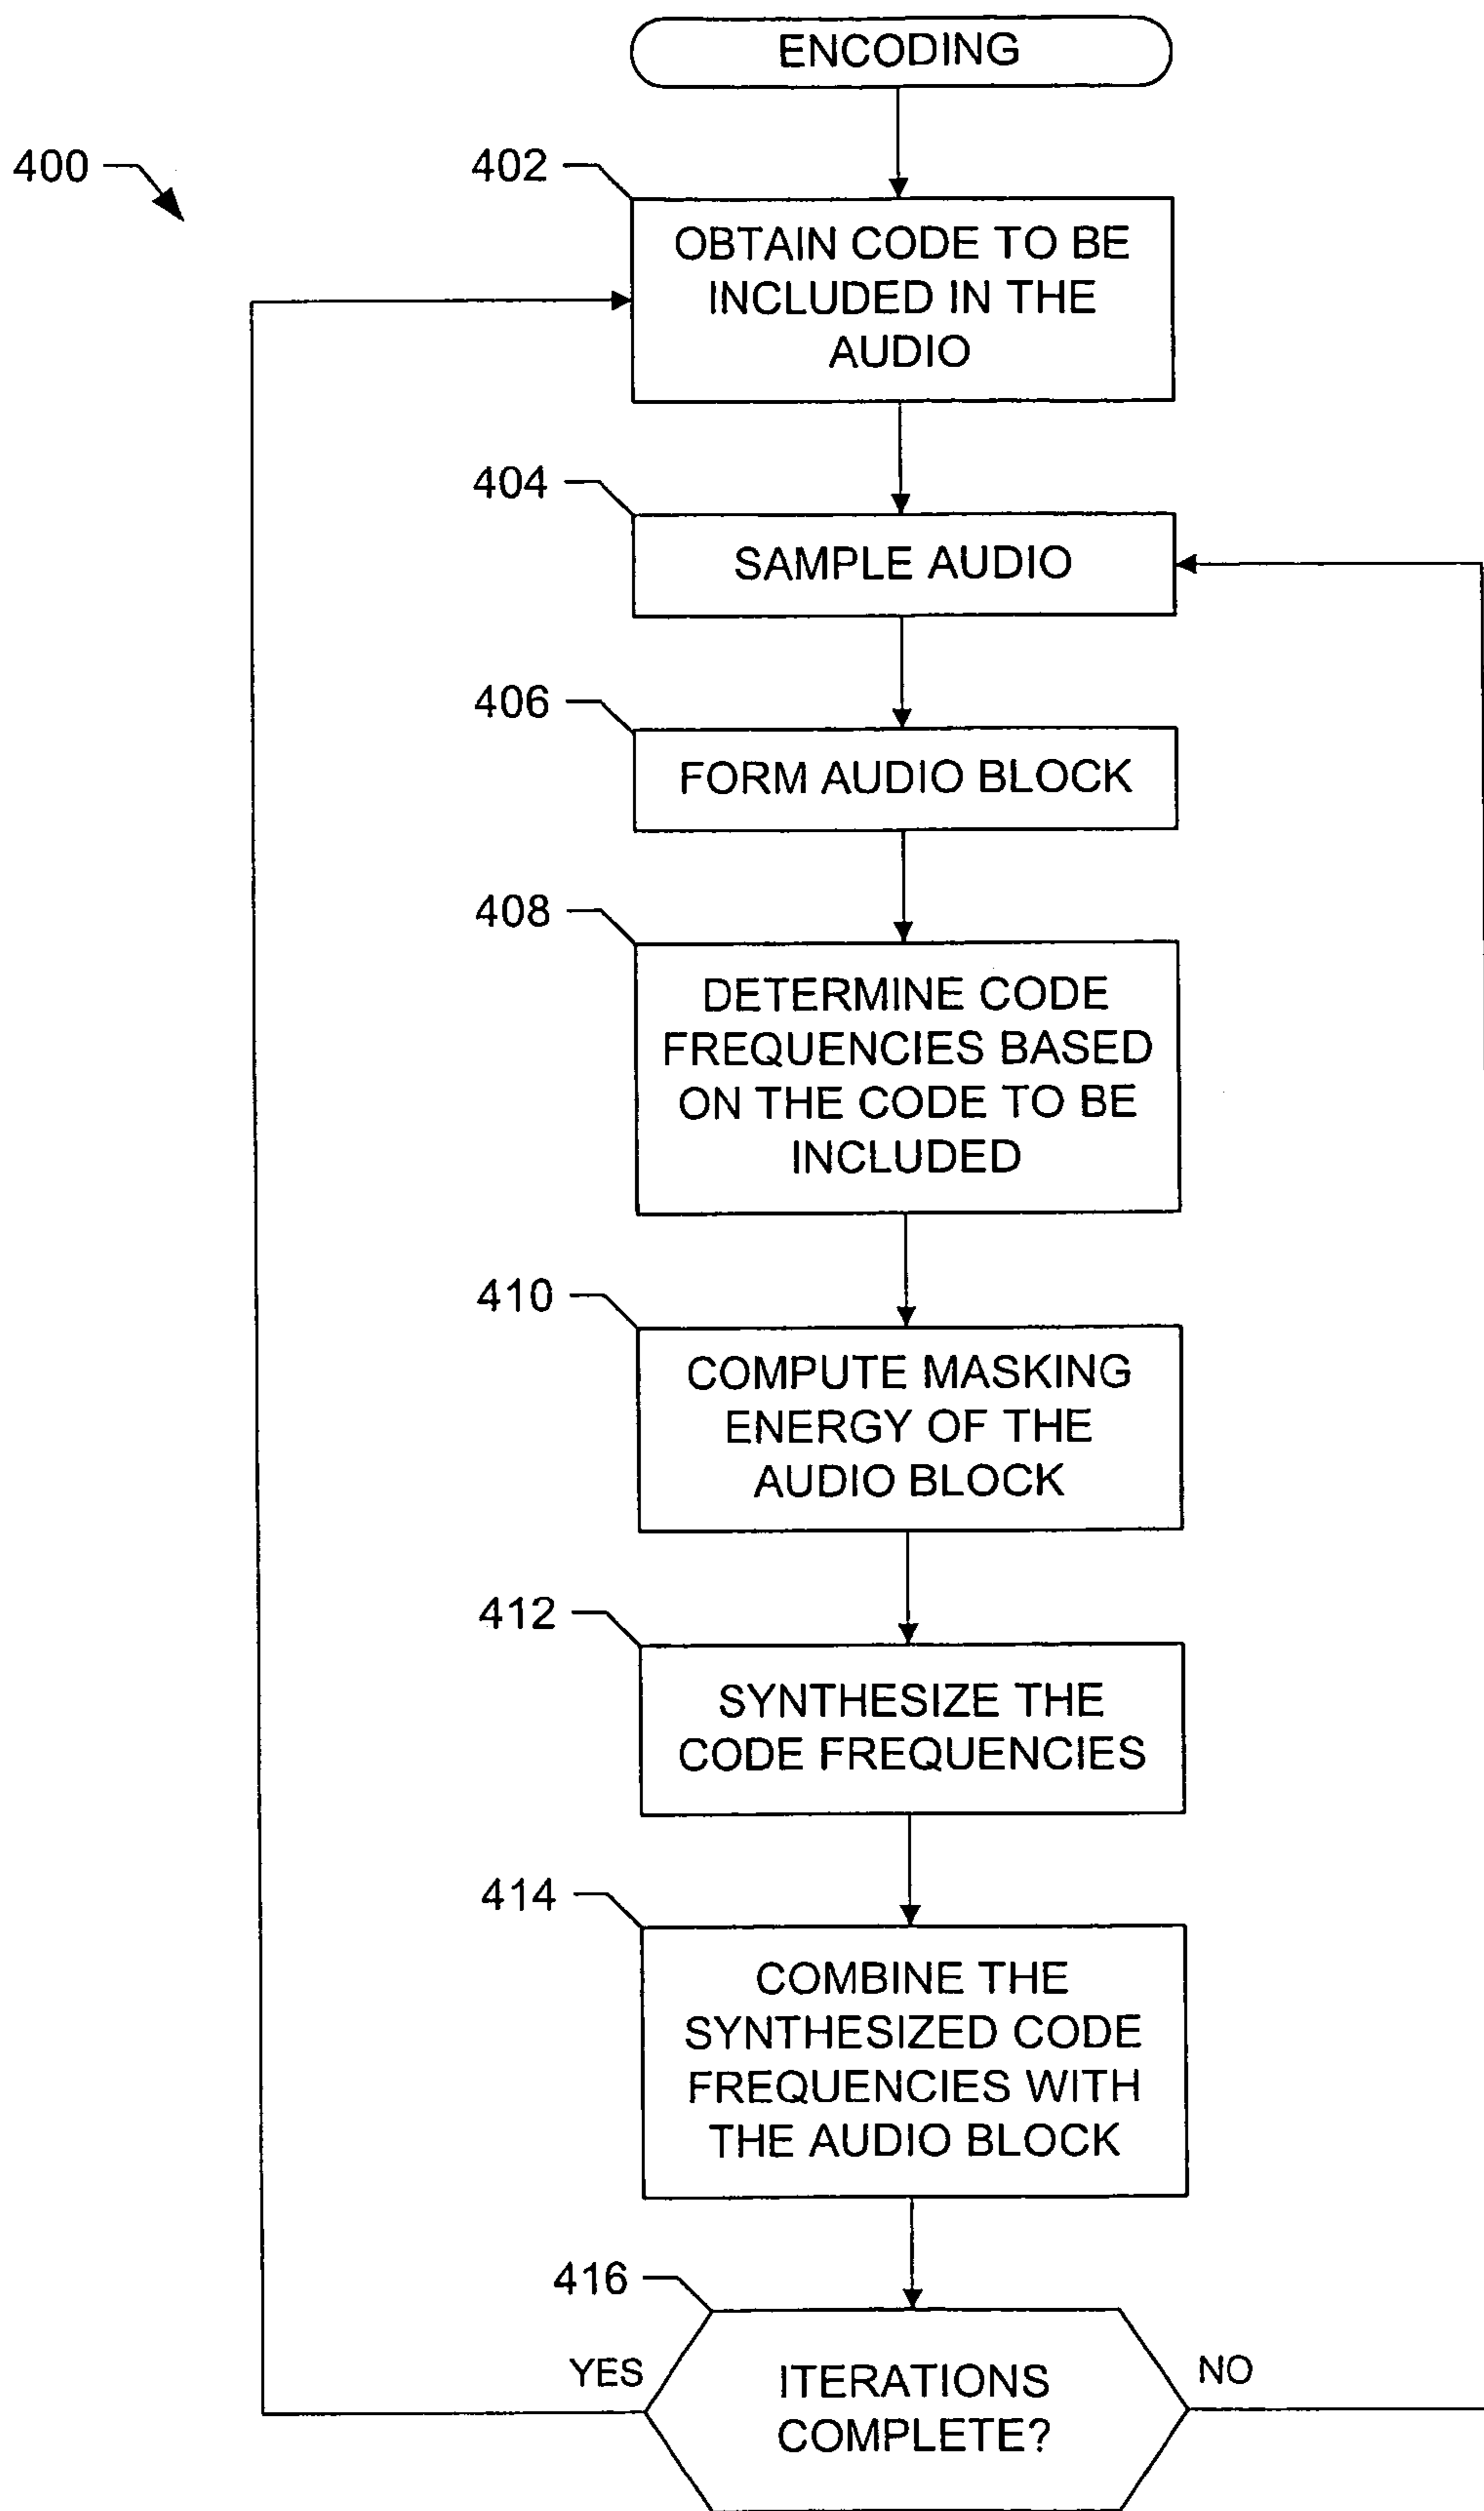 ENCODING
400
402
OBTAIN CODE TO BE
INCLUDED IN THE
AUDIO
404
SAMPLE AUDIO
406
FORM AUDIO BLOCK
408
DETERMINE CODE
FREQUENCIES BASED
ON THE CODE TO BE
INCLUDED
410
COMPUTE MASKING
ENERGY OF THE
AUDIO BLOCK
412
SYNTHESIZE THE
CODE FREQUENCIES
414
COMBINE THE
SYNTHESIZED CODE
FREQUENCIES WITH
THE AUDIO BLOCK
416
YES
ITERATIONS
COMPLETE?
NO